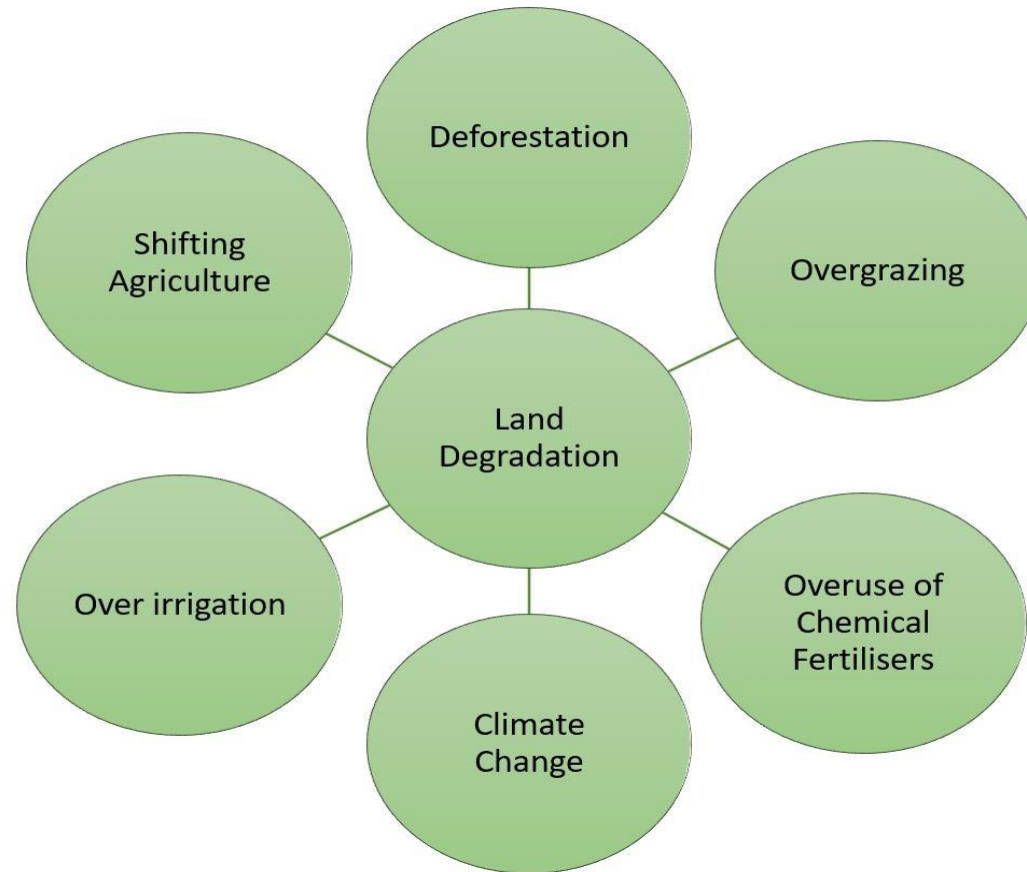 Deforestation
Overgrazing
Overuse of
Chemical
Fertilisers
Climate
Change
Over irrigation
Shifting
Agriculture
Land
Degradation